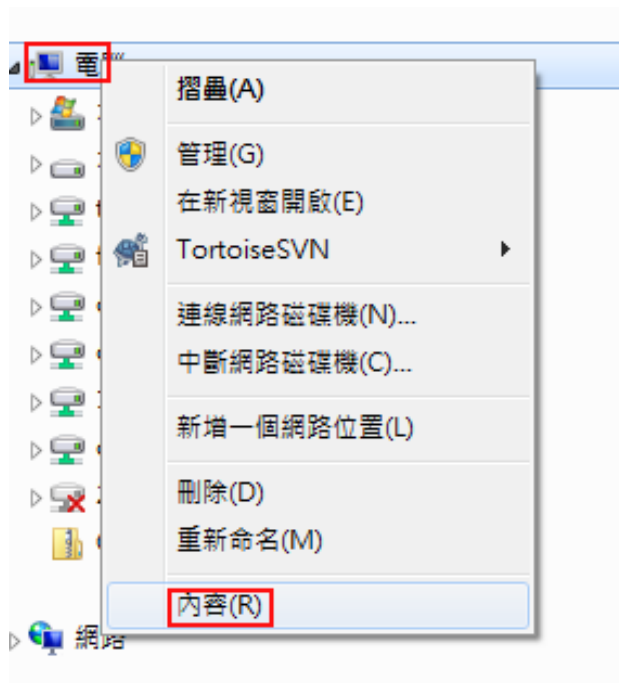 電
摺疊(A)
管理(G)
在新視窗開啟(E)
TortoiseSVN
連線網路磁碟機(N)...
中斷網路磁碟機(C)...
新增一個網路位置(L)
刪除(D)
重新命名(M)
內容(R)
網路